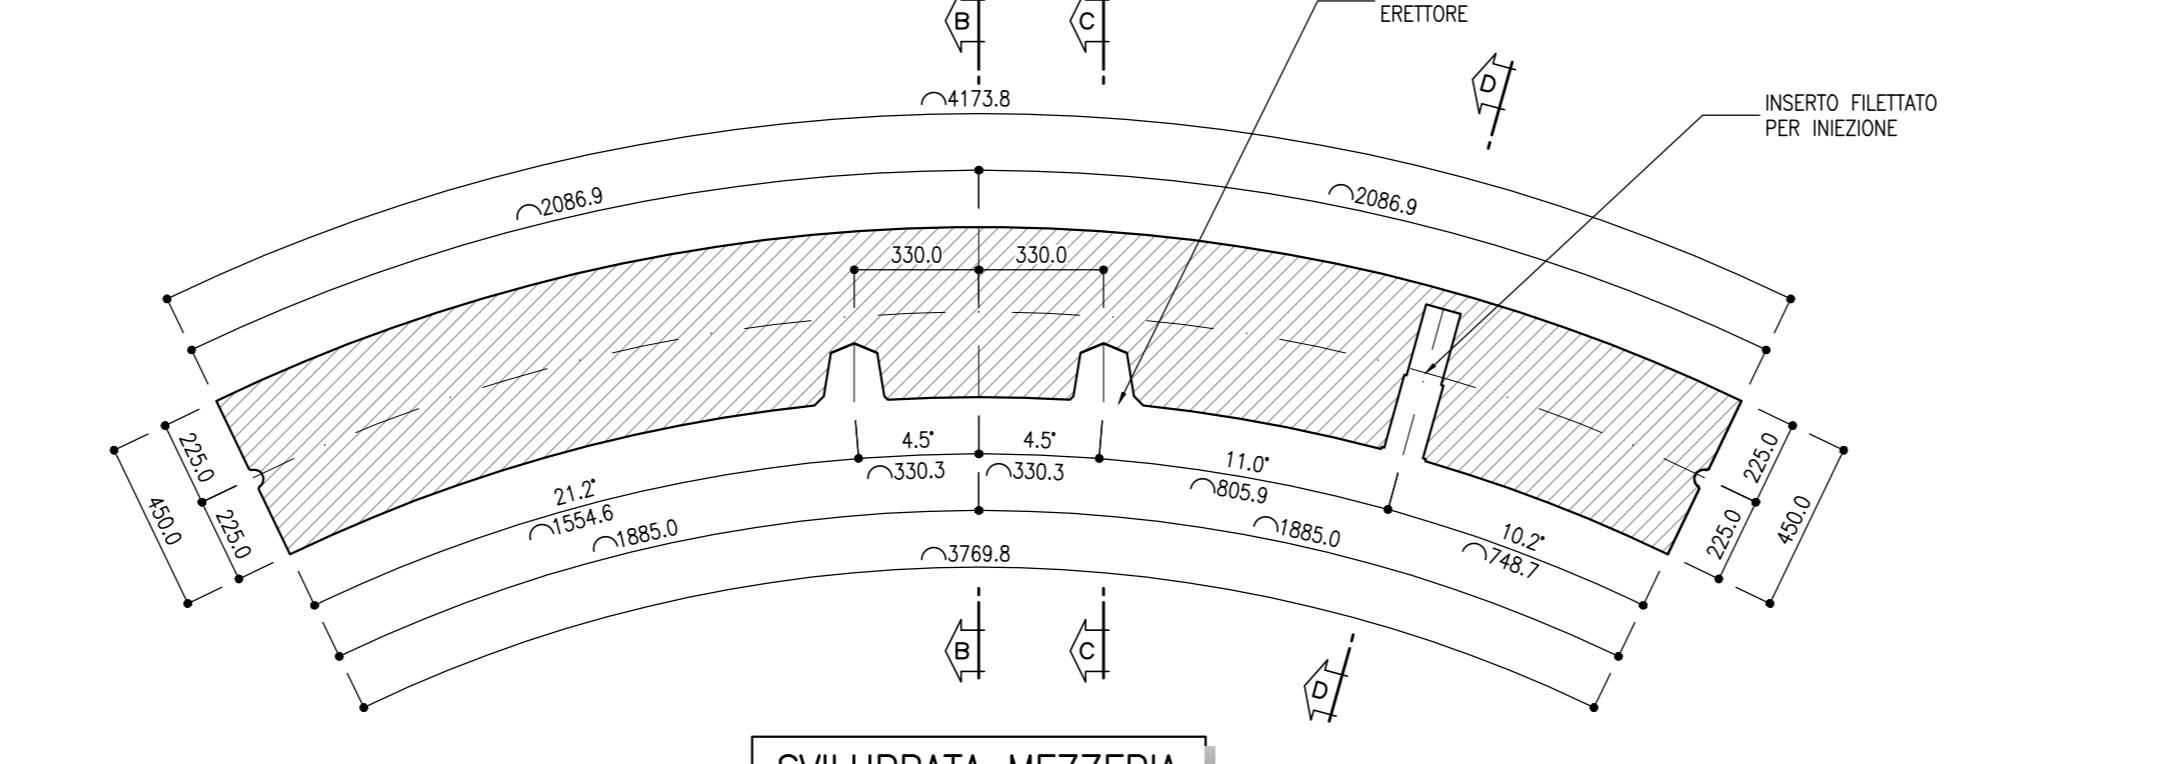 B
C
ERETTORE
D
⌒4173.8
INSERTO FILETTATO
PER INIEZIONE
⌒2086.9
⌒2086.9
330.0
330.0
225.0
225.0
450.0
4.5°
4.5°
⌒330.3
⌒330.3
21.2°
⌒1554.6
11.0°
⌒805.9
10.2°
⌒748.7
⌒1885.0
⌒1885.0
⌒3769.8
225.0
225.0
450.0
B
C
D
SVILUPPATA MEZZERIA